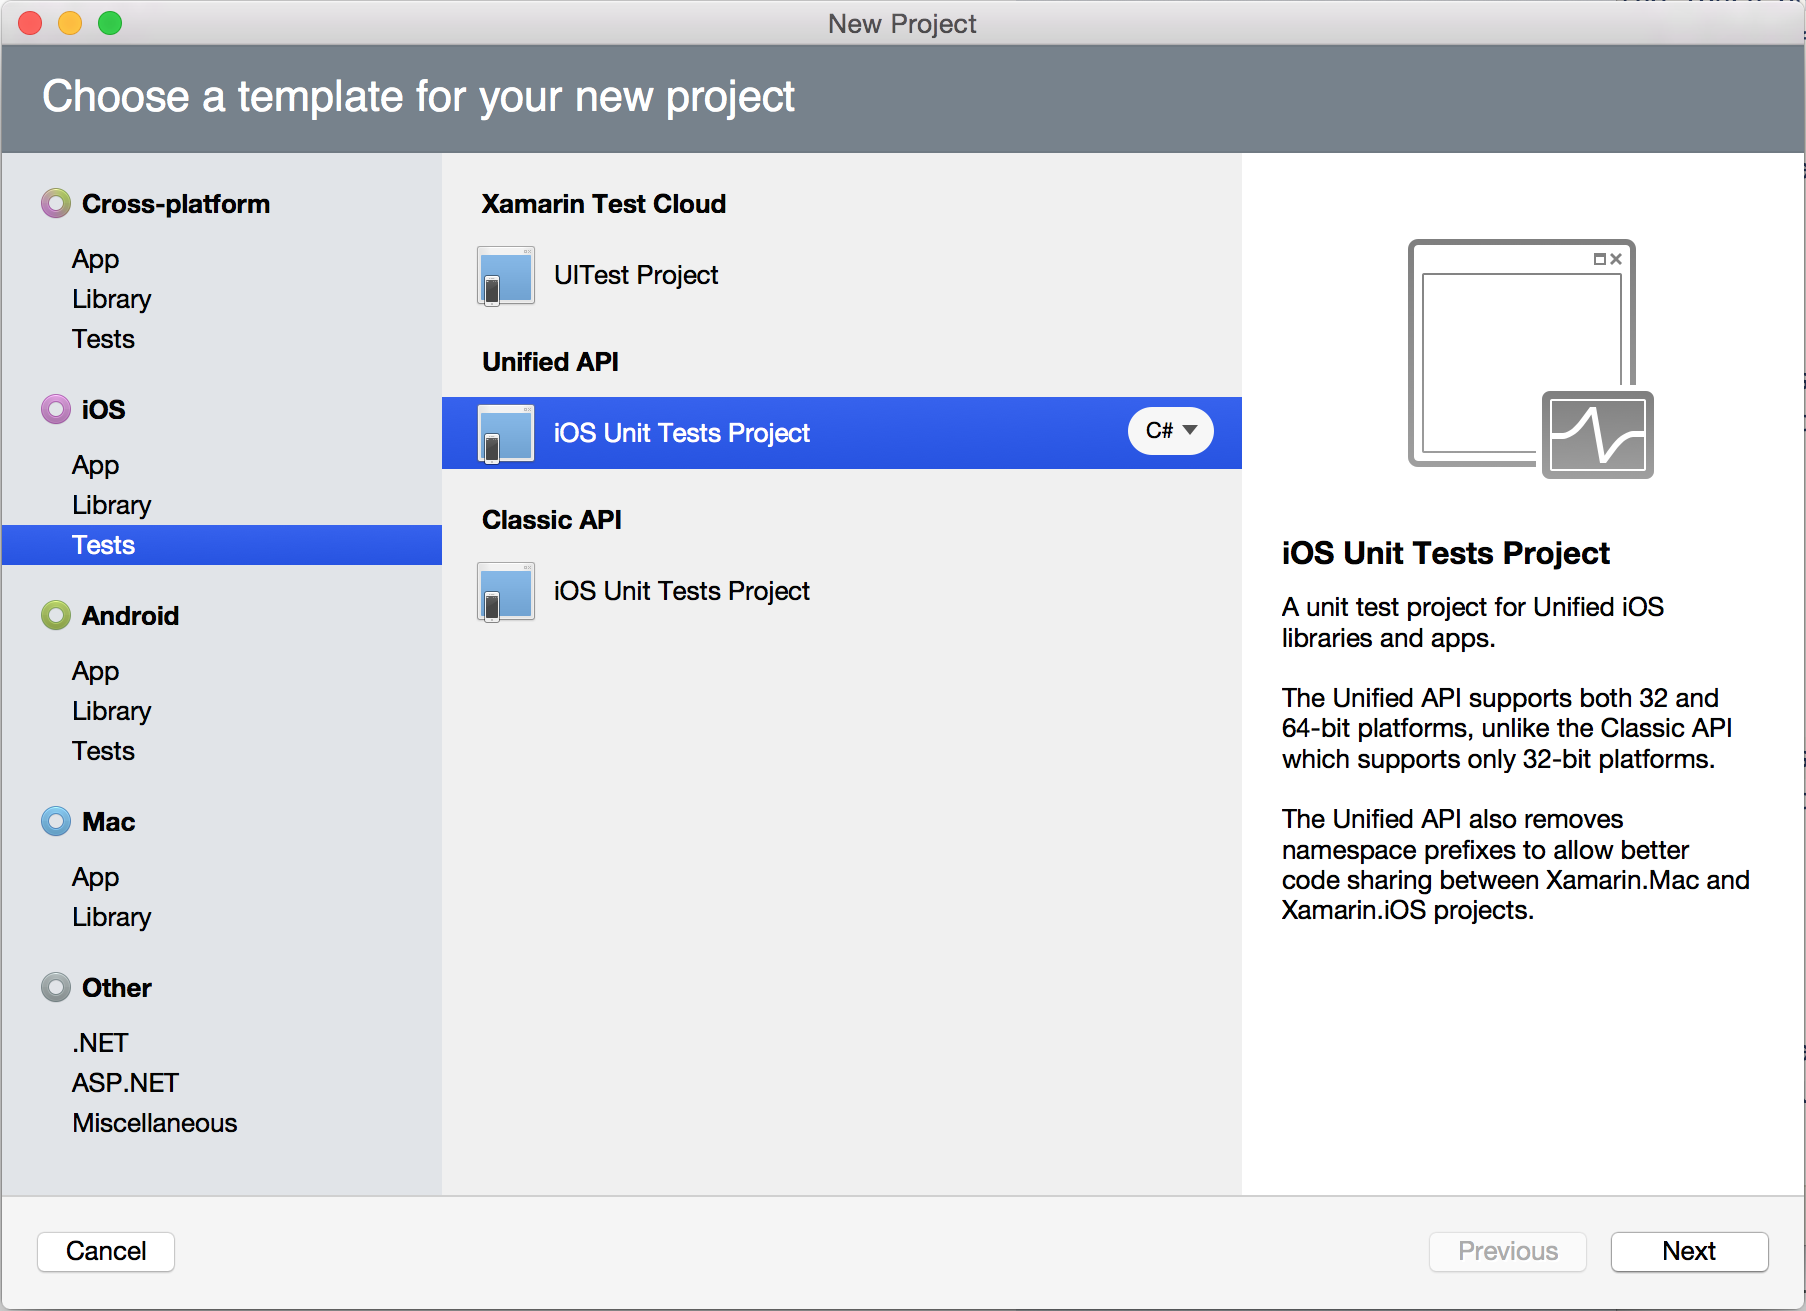 New Project
Choose a template for your new project
Cross-platform
App
Library
Tests
iOS
App
Library
Tests
Android
App
Library
Tests
Mac
App
Library
Other
.NET
ASP.NET
Miscellaneous
Xamarin Test Cloud
UITest Project
Unified API
iOS Unit Tests Project
C#
Classic API
iOS Unit Tests Project
iOS Unit Tests Project
A unit test project for Unified iOS
libraries and apps.
The Unified API supports both 32 and
64-bit platforms, unlike the Classic API
which supports only 32-bit platforms.
The Unified API also removes
namespace prefixes to allow better
code sharing between Xamarin.Mac and
Xamarin.iOS projects.
Cancel
Previous
Next